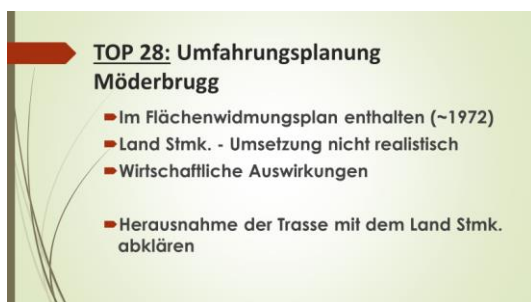 TOP 28: Umfahrungsplanung
Möderbrugg
Im Flächenwidmungsplan enthalten (~1972)
Land Stmk. - Umsetzung nicht realistisch
Wirtschaftliche Auswirkungen
Herausnahme der Trasse mit dem Land Stmk.
abklären